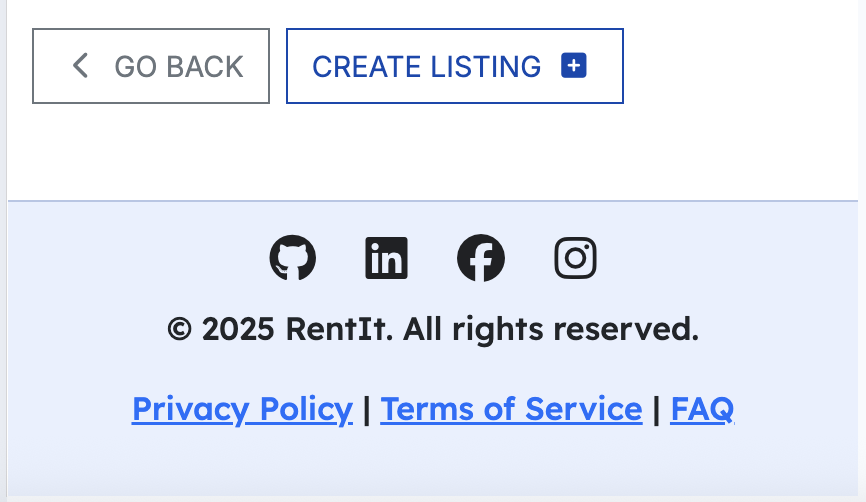 GO BACK CREATE LISTING
© 2025 RentIt. All rights reserved.
Privacy Policy | Terms of Service | FAQ